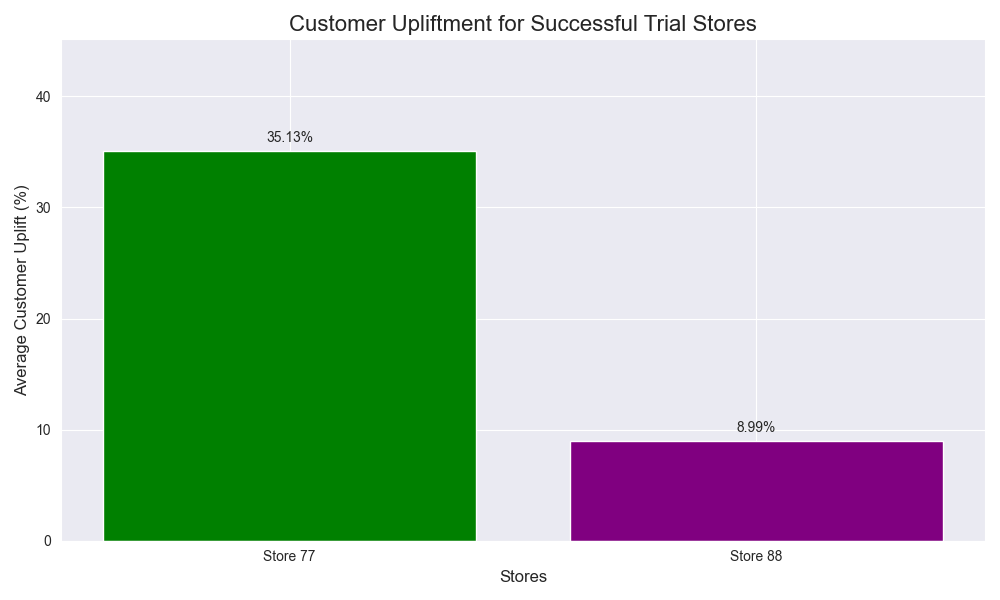 Customer Upliftment for Successful Trial Stores
Average Customer Uplift (%)
40
30
20
10
0
35.13%
8.99%
Store 77
Store 88
Stores